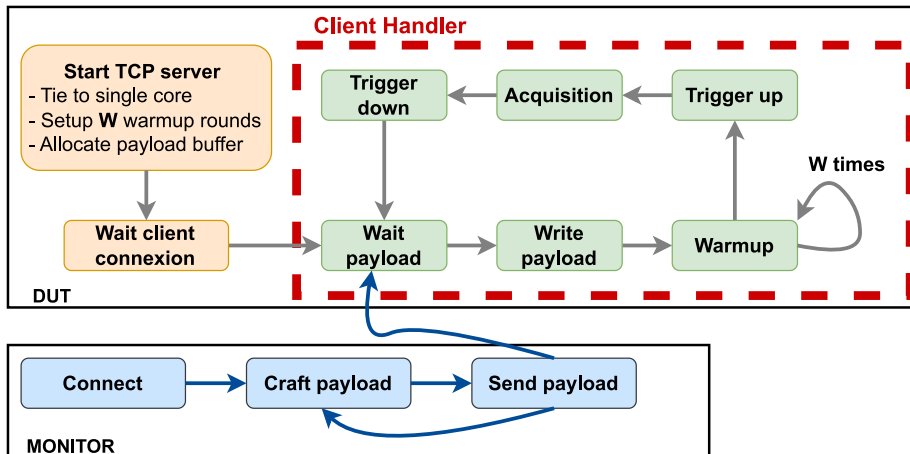 Client Handler
Start TCP server
- Tie to single core
- Setup W warmup rounds
- Allocate payload buffer
Trigger
down
Acquisition
Trigger up
W times
Wait client
connexion
Wait
payload
Write
payload
Warmup
DUT
Connect
Craft payload
Send payload
MONITOR